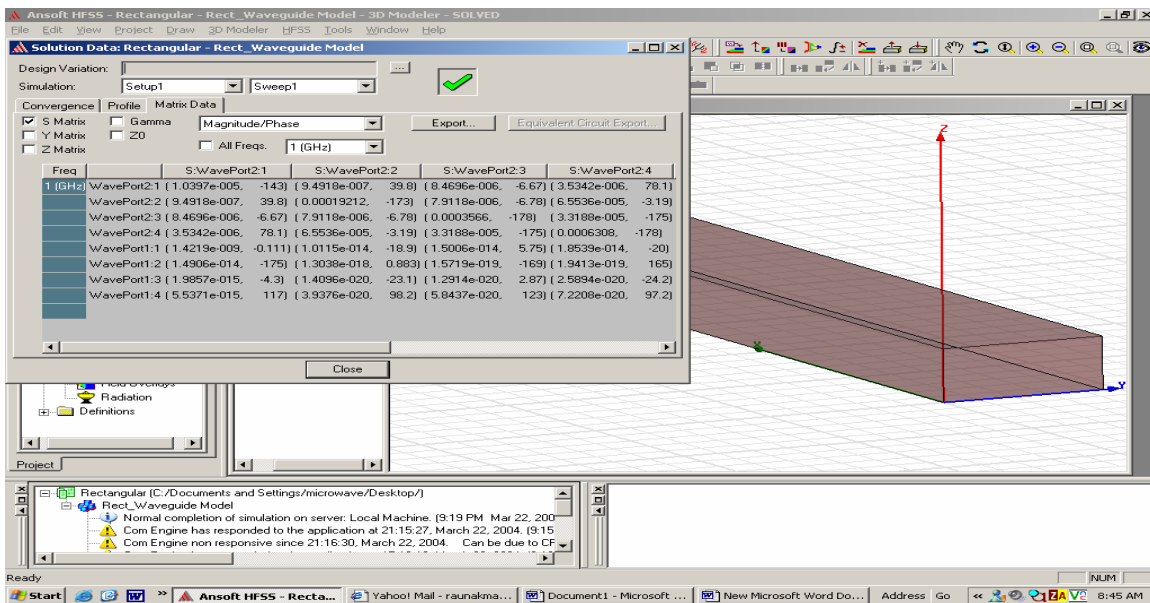 Ansoft HFSS - Rectangular - Rect_Waveguide Model - 3D Modeler - SOLVED
File Edit View Project Draw 3D Modeler HFSS Tools Window Help
Solution Data: Rectangular - Rect_Waveguide Model
Design Variation: ...
Simulation: Setup1 Sweep1
Convergence Profile Matrix Data
S Matrix Gamma Magnitude/Phase Export... Equivalent Circuit Export...
Y Matrix Z0
Z Matrix All Freqs. 1 (GHz)
Freq S:WavePort2:1 S:WavePort2:2 S:WavePort2:3 S:WavePort2:4
1 (GHz) WavePort2:1 ( 1.0397e-005, -143) ( 9.4918e-007, 39.8) ( 8.4696e-006, -6.67) ( 3.5342e-006, 78.1)
WavePort2:2 ( 9.4918e-007, 39.8) ( 0.00019212, -173) ( 7.9118e-006, -6.78) ( 6.5536e-005, -3.19)
WavePort2:3 ( 8.4696e-006, -6.67) ( 7.9118e-006, -6.78) ( 0.0003566, -178) ( 3.3188e-005, -175)
WavePort2:4 ( 3.5342e-006, 78.1) ( 6.5536e-005, -3.19) ( 3.3188e-005, -175) ( 0.0006308, -178)
WavePort1:1 ( 1.4219e-009, -0.111) ( 1.0115e-014, -18.9) ( 1.5006e-014, 5.75) ( 1.8539e-014, -20)
WavePort1:2 ( 1.4906e-014, -175) ( 1.3038e-018, 0.883) ( 1.5719e-019, -169) ( 1.9413e-019, 165)
WavePort1:3 ( 1.9857e-015, -4.3) ( 1.4096e-020, -23.1) ( 1.2914e-020, 2.87) ( 2.5894e-020, -24.2)
WavePort1:4 ( 5.5371e-015, 117) ( 3.9376e-020, 98.2) ( 5.8437e-020, 123) ( 7.2208e-020, 97.2)
Close
Z
Y
Radiation
Definitions
Project
Rectangular (C:/Documents and Settings/microwave/Desktop/)
Rect_Waveguide Model
Normal completion of simulation on server: Local Machine. (9:19 PM Mar 22, 200
Com Engine has responded to the application at 21:15:27, March 22, 2004. (9:15
Com Engine non responsive since 21:16:30, March 22, 2004. Can be due to CF
Ready NUM
Start Ansoft HFSS - Recta... Yahoo! Mail - raunakma... Document1 - Microsoft ... New Microsoft Word Do... Address Go 8:45 AM